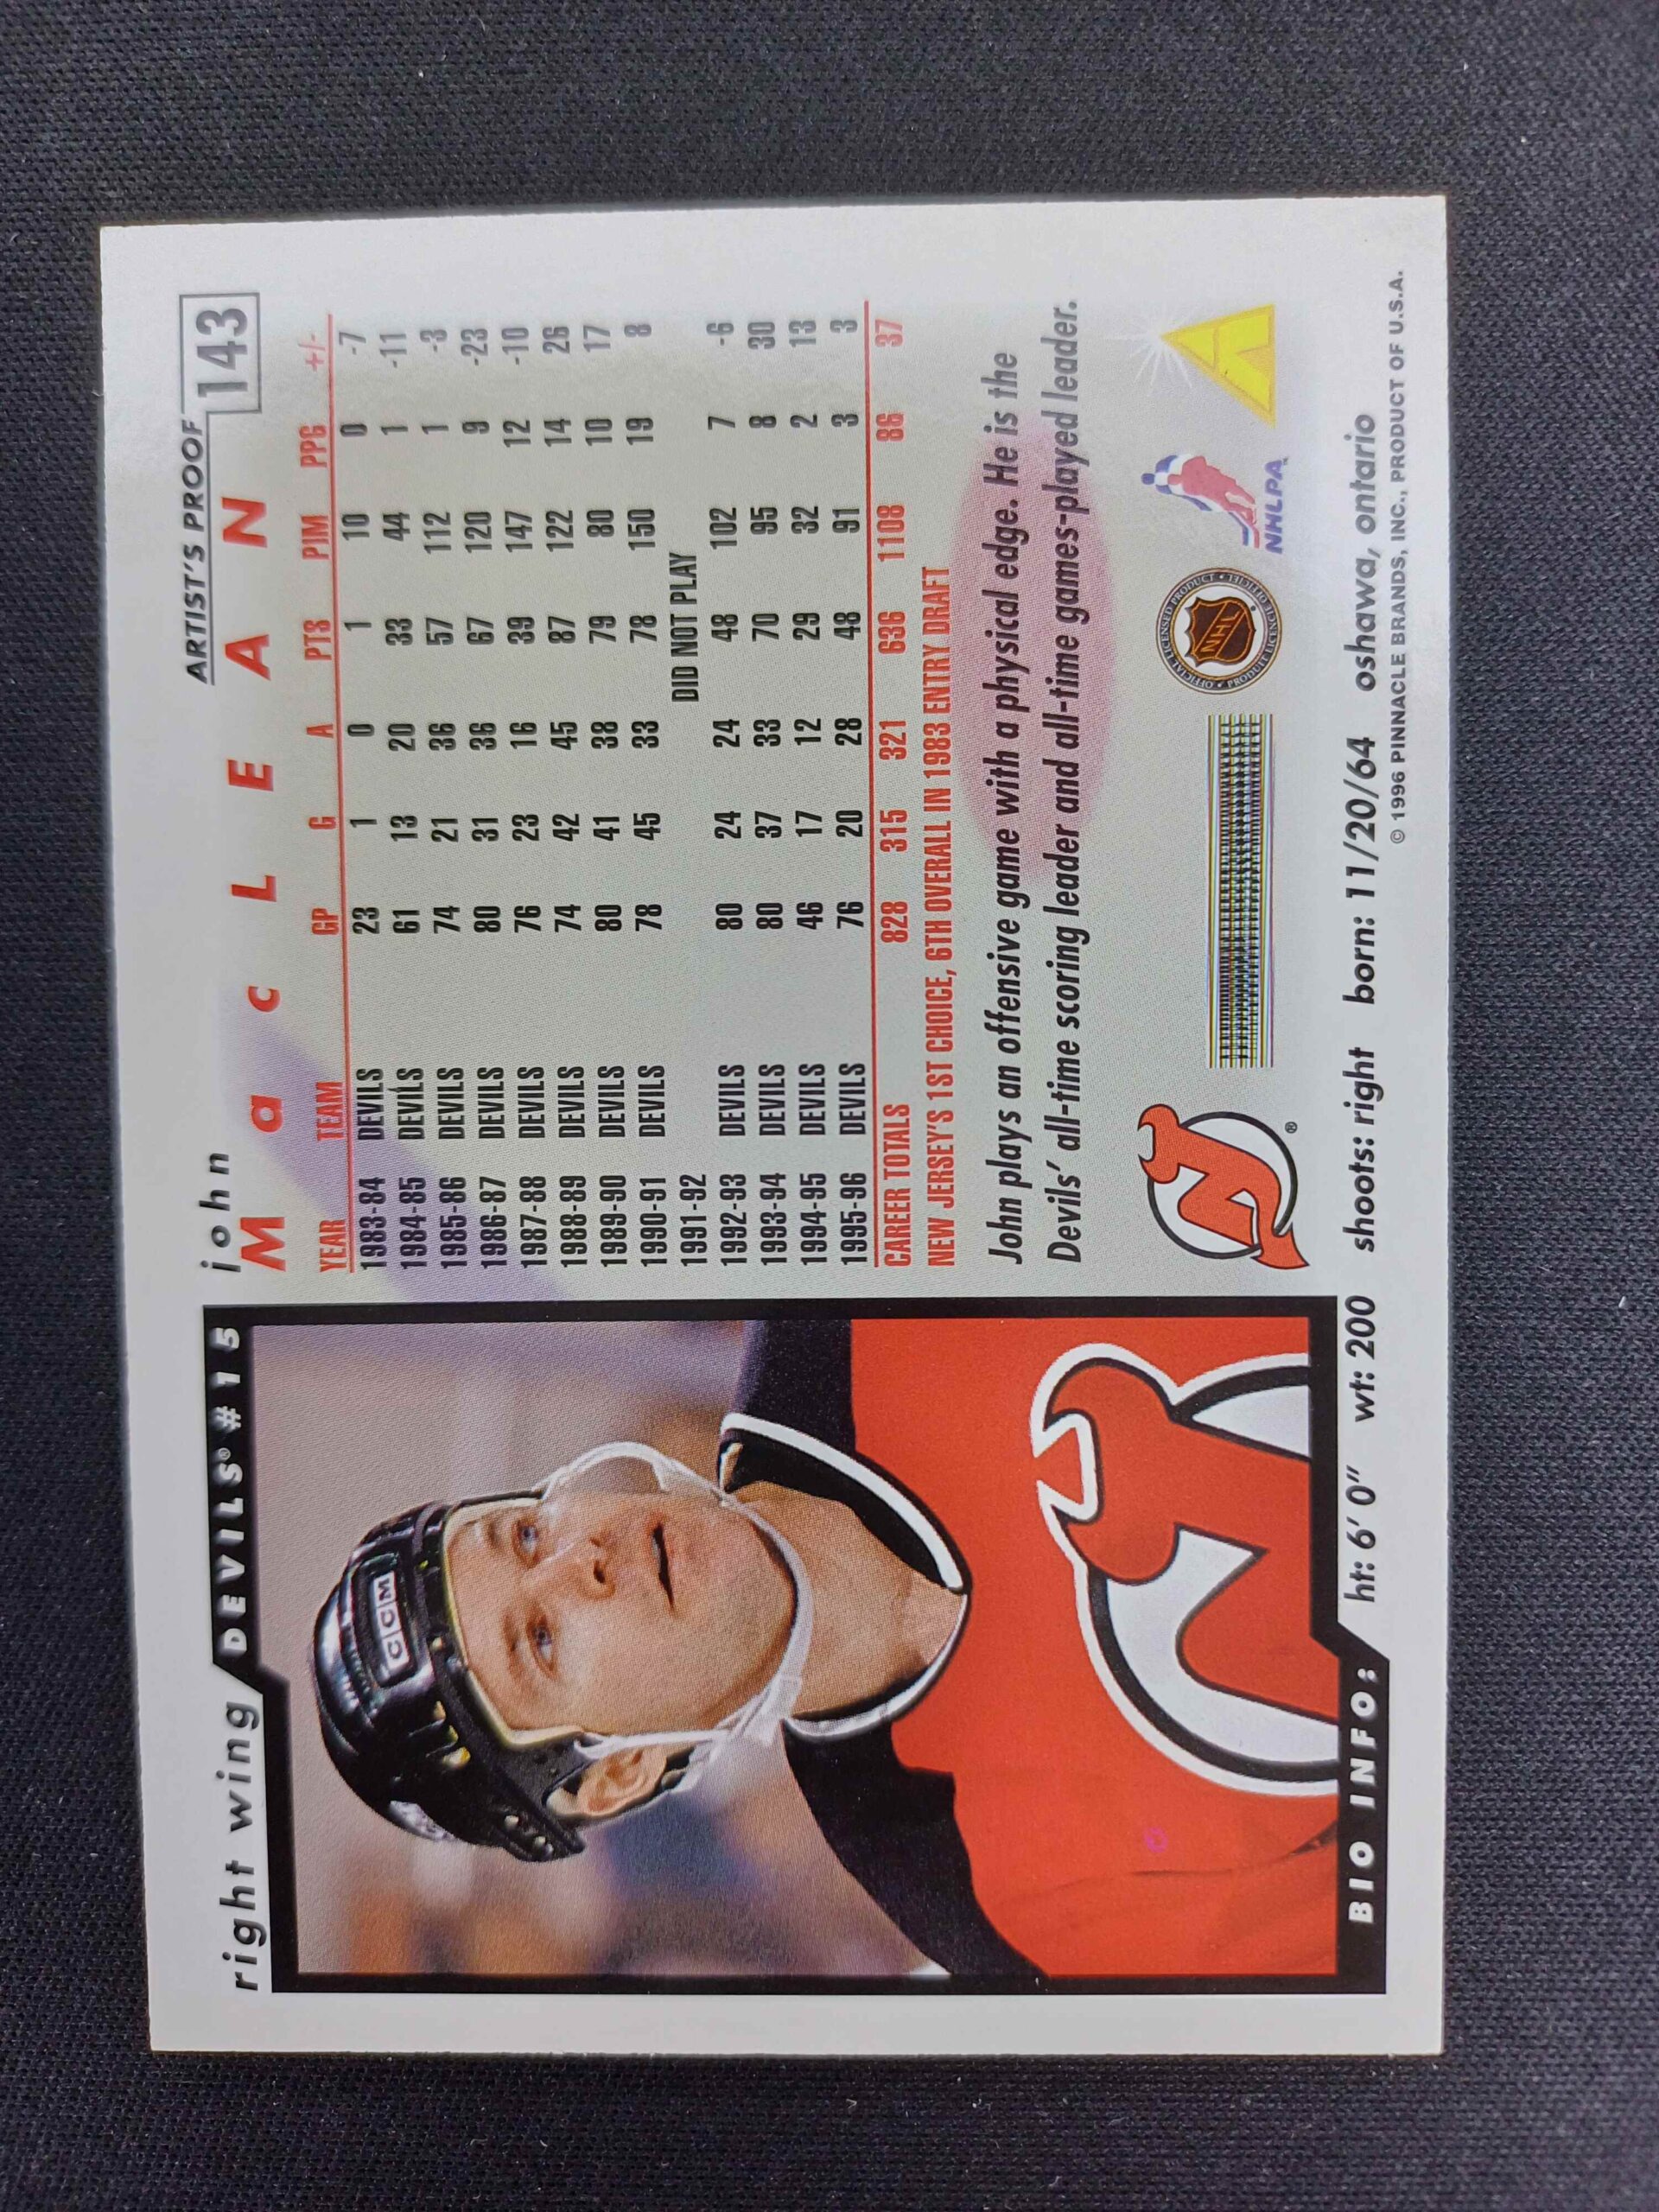 right wing
DEVILS® #15
john
MacLEAN
ARTIST'S PROOF
143
YEAR TEAM GP G A PTS PIM PPG +/-
1983-84 DEVILS 23 1 0 1 10 0 -7
1984-85 DEVILS 61 13 20 33 44 1 -11
1985-86 DEVILS 74 21 36 57 112 1 -3
1986-87 DEVILS 80 31 36 67 120 9 -23
1987-88 DEVILS 76 23 16 39 147 12 -10
1988-89 DEVILS 74 42 45 87 122 14 26
1989-90 DEVILS 80 41 38 79 80 10 17
1990-91 DEVILS 78 45 33 78 150 19 8
1991-92 DID NOT PLAY
1992-93 DEVILS 80 24 24 48 102 7 -6
1993-94 DEVILS 80 37 33 70 95 8 30
1994-95 DEVILS 46 17 12 29 32 2 13
1995-96 DEVILS 76 20 28 48 91 3 3
CAREER TOTALS 828 315 321 636 1108 86 37
NEW JERSEY'S 1ST CHOICE, 6TH OVERALL IN 1983 ENTRY DRAFT
John plays an offensive game with a physical edge. He is the
Devils' all-time scoring leader and all-time games-played leader.
CCM
®
OFFICIAL LICENSED PRODUCT
NHL
NHLPA
BIO INFO:
ht: 6' 0" wt: 200 shoots: right born: 11/20/64 oshawa, ontario
© 1996 PINNACLE BRANDS, INC., PRODUCT OF U.S.A.